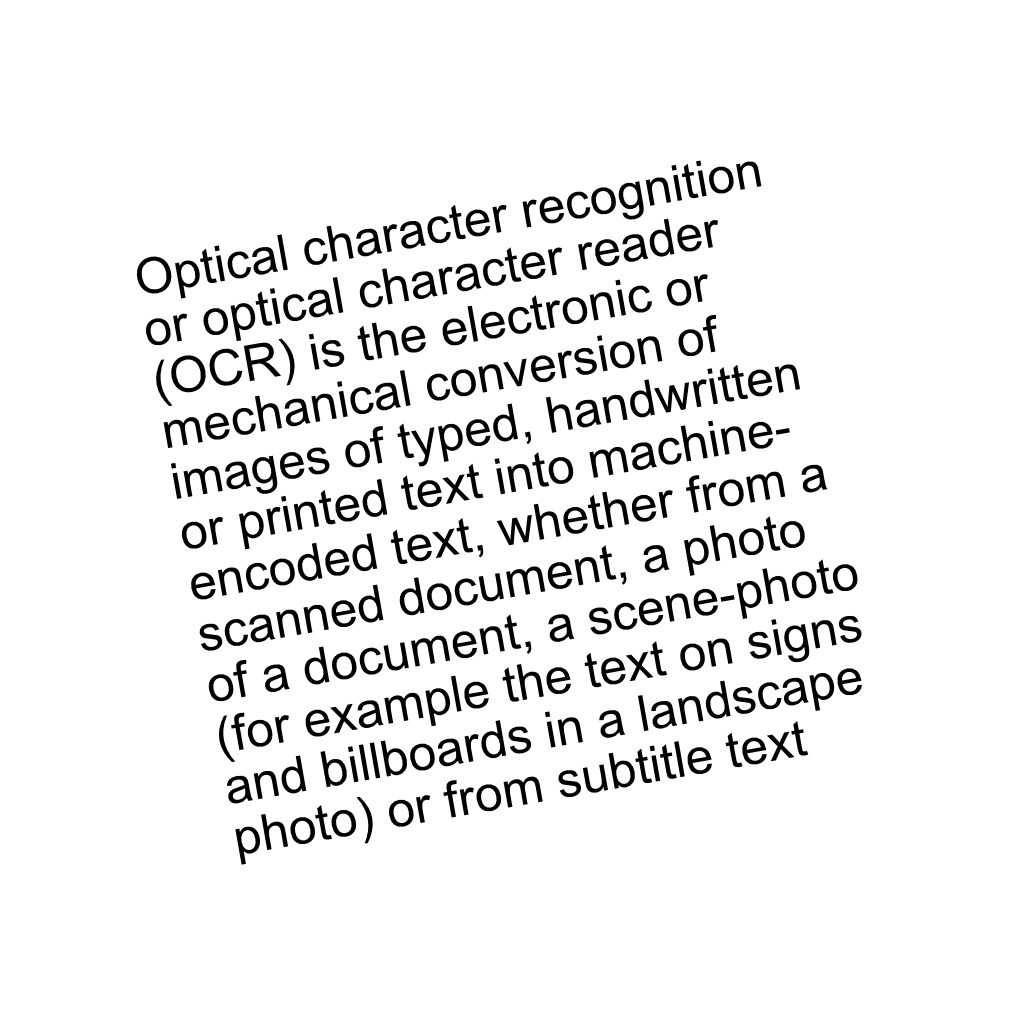 Optical character recognition
or optical character reader
(OCR) is the electronic or
mechanical conversion of
images of typed, handwritten
or printed text into machine-
encoded text, whether from a
scanned document, a photo
of a document, a scene-photo
(for example the text on signs
and billboards in a landscape
photo) or from subtitle text